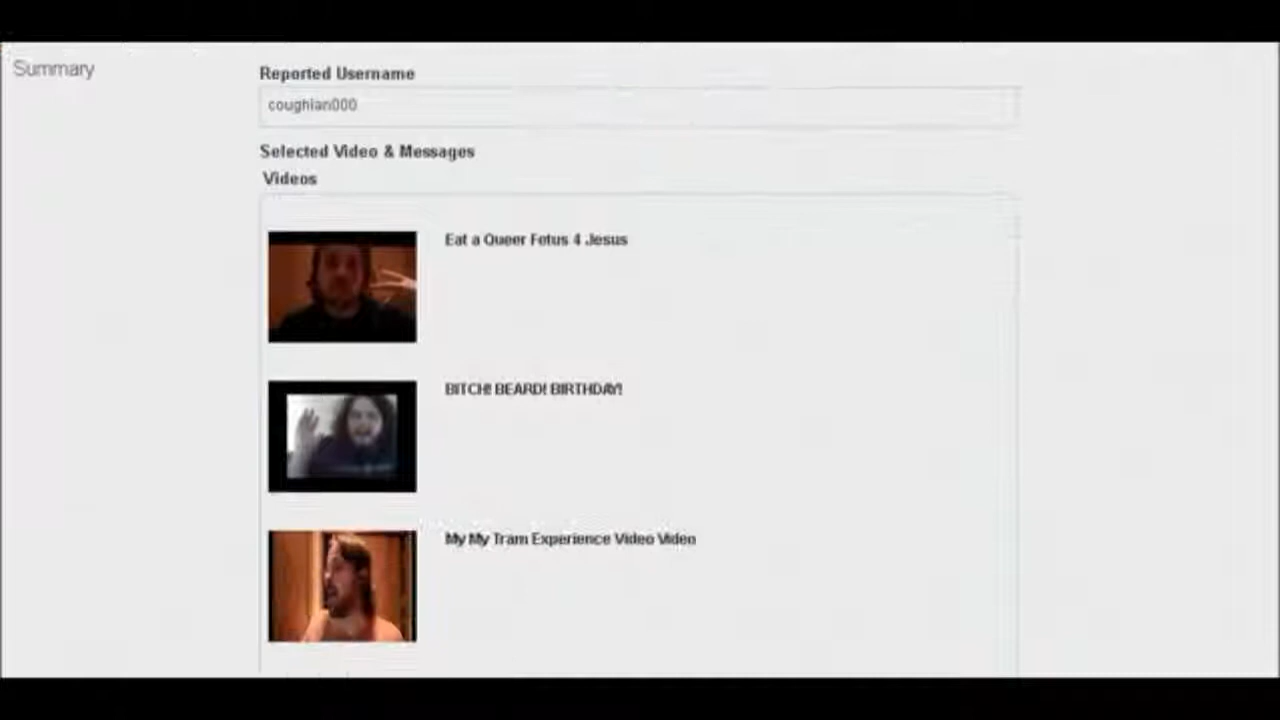 Summary
Reported Username
coughlan000
Selected Video & Messages
Videos
Eat a Queer Fetus 4 Jesus
BITCH! BEARD! BIRTHDAY!
My My Tram Experience Video Video